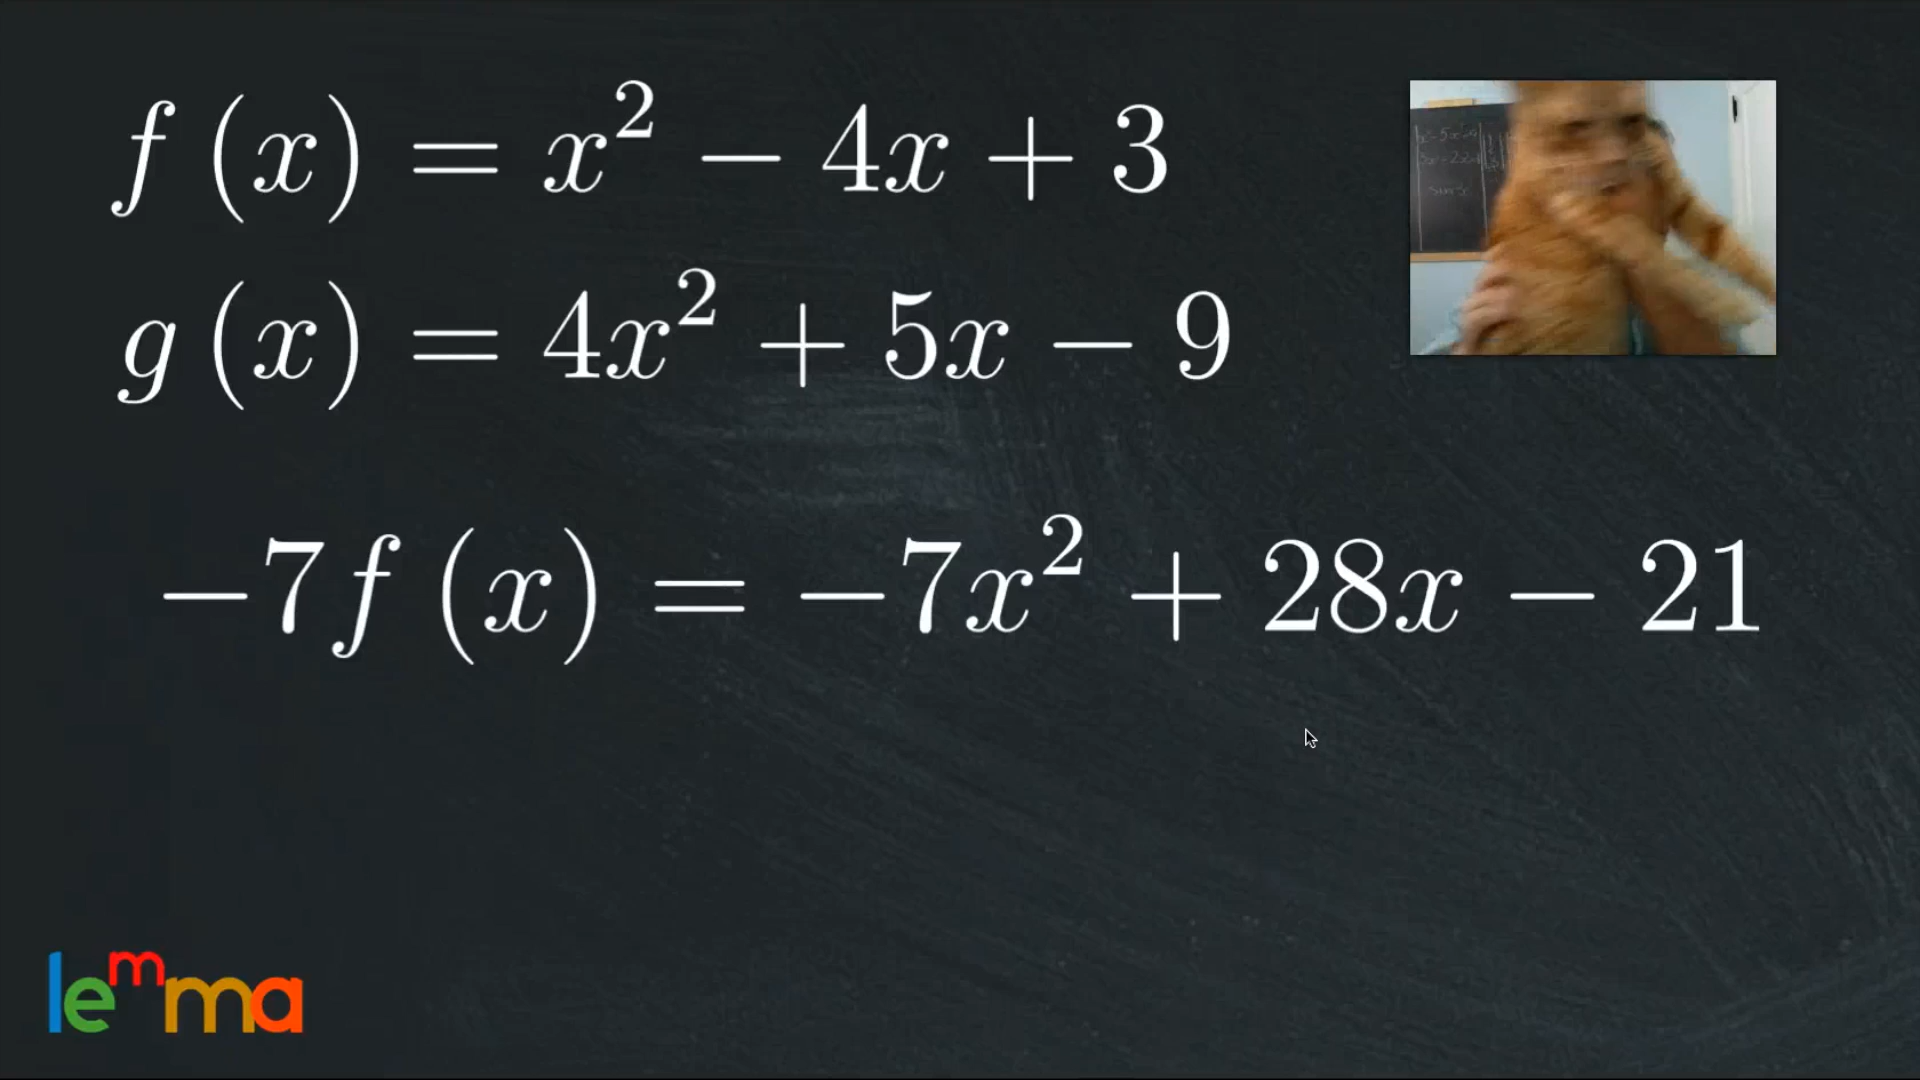 f (x) = x² − 4x + 3
g (x) = 4x² + 5x − 9
−7f (x) = −7x² + 28x − 21
lemma